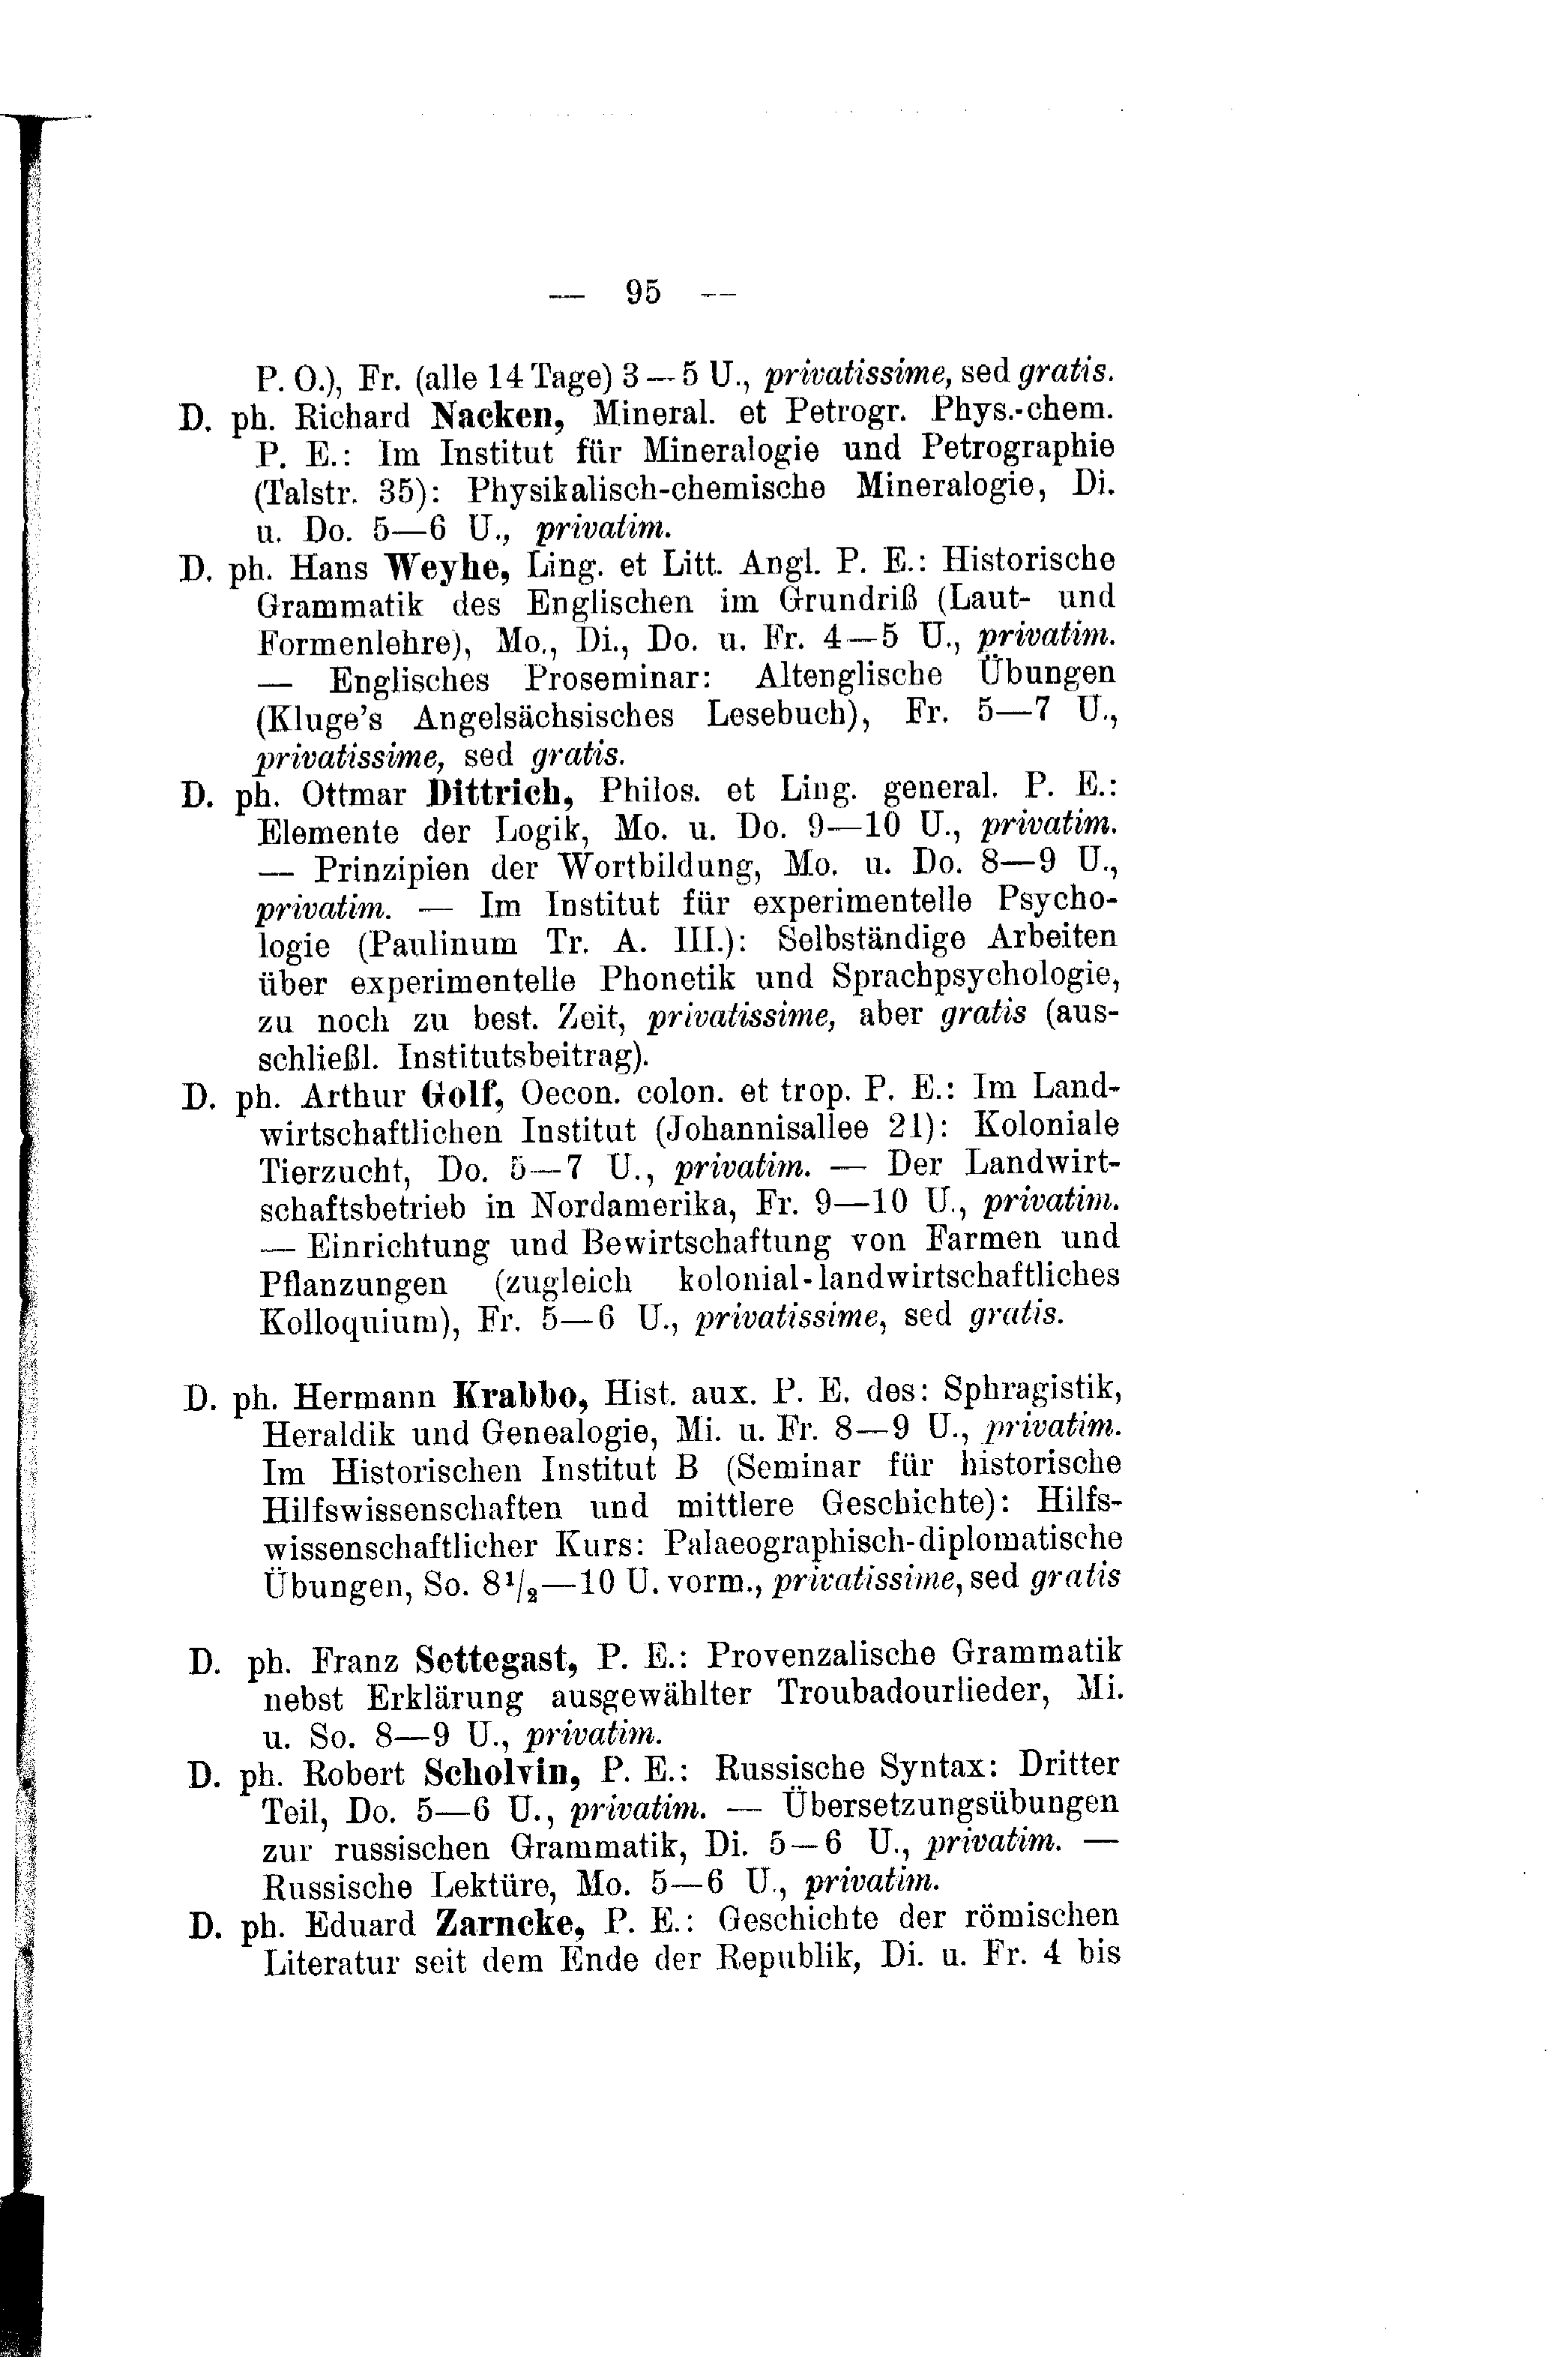 — 95 —
P. O.), Fr. (alle 14 Tage) 3—5 U., privatissime, sed gratis.
D. ph. Richard Nacken, Mineral. et Petrogr. Phys.-chem.
P. E.: Im Institut für Mineralogie und Petrographie
(Talstr. 35): Physikalisch-chemische Mineralogie, Di.
u. Do. 5—6 U., privatim.
D. ph. Hans Weyhe, Ling. et Litt. Angl. P. E.: Historische
Grammatik des Englischen im Grundriß (Laut- und
Formenlehre), Mo., Di., Do. u. Fr. 4—5 U., privatim.
— Englisches Proseminar: Altenglische Übungen
(Kluge's Angelsächsisches Lesebuch), Fr. 5—7 U.,
privatissime, sed gratis.
D. ph. Ottmar Dittrich, Philos. et Ling. general. P. E.:
Elemente der Logik, Mo. u. Do. 9—10 U., privatim.
— Prinzipien der Wortbildung, Mo. u. Do. 8—9 U.,
privatim. — Im Institut für experimentelle Psycho-
logie (Paulinum Tr. A. III.): Selbständige Arbeiten
über experimentelle Phonetik und Sprachpsychologie,
zu noch zu best. Zeit, privatissime, aber gratis (aus-
schließl. Institutsbeitrag).
D. ph. Arthur Golf, Oecon. colon. et trop. P. E.: Im Land-
wirtschaftlichen Institut (Johannisallee 21): Koloniale
Tierzucht, Do. 5—7 U., privatim. — Der Landwirt-
schaftsbetrieb in Nordamerika, Fr. 9—10 U., privatim.
— Einrichtung und Bewirtschaftung von Farmen und
Pflanzungen (zugleich kolonial-landwirtschaftliches
Kolloquium), Fr. 5—6 U., privatissime, sed gratis.
D. ph. Hermann Krabbo, Hist. aux. P. E. des: Sphragistik,
Heraldik und Genealogie, Mi. u. Fr. 8—9 U., privatim.
Im Historischen Institut B (Seminar für historische
Hilfswissenschaften und mittlere Geschichte): Hilfs-
wissenschaftlicher Kurs: Palaeographisch-diplomatische
Übungen, So. 8½—10 U. vorm., privatissime, sed gratis
D. ph. Franz Settegast, P. E.: Provenzalische Grammatik
nebst Erklärung ausgewählter Troubadourlieder, Mi.
u. So. 8—9 U., privatim.
D. ph. Robert Scholvin, P. E.: Russische Syntax: Dritter
Teil, Do. 5—6 U., privatim. — Übersetzungsübungen
zur russischen Grammatik, Di. 5—6 U., privatim. —
Russische Lektüre, Mo. 5—6 U., privatim.
D. ph. Eduard Zarncke, P. E.: Geschichte der römischen
Literatur seit dem Ende der Republik, Di. u. Fr. 4 bis